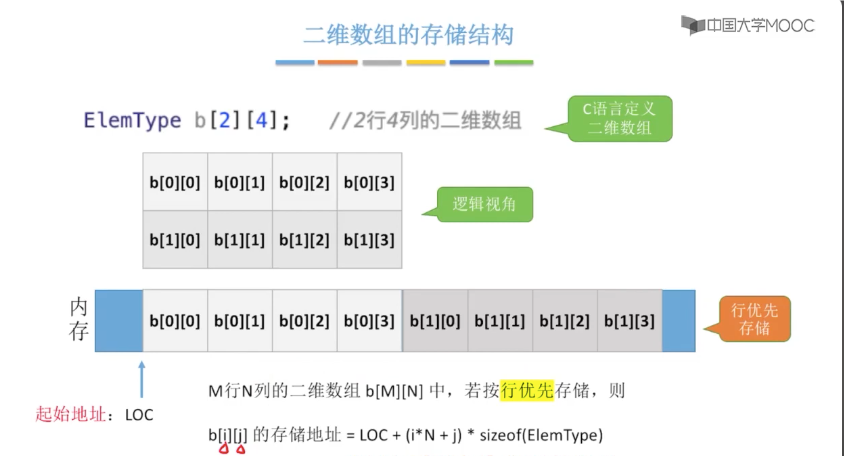 二维数组的存储结构
中国大学MOOC
ElemType b[2][4]; //2行4列的二维数组
C语言定义
二维数组
b[0][0] b[0][1] b[0][2] b[0][3]
b[1][0] b[1][1] b[1][2] b[1][3]
逻辑视角
内存
b[0][0] b[0][1] b[0][2] b[0][3] b[1][0] b[1][1] b[1][2] b[1][3]
行优先
存储
起始地址：LOC
M行N列的二维数组 b[M][N] 中，若按行优先存储，则
b[i][j] 的存储地址 = LOC + (i*N + j) * sizeof(ElemType)